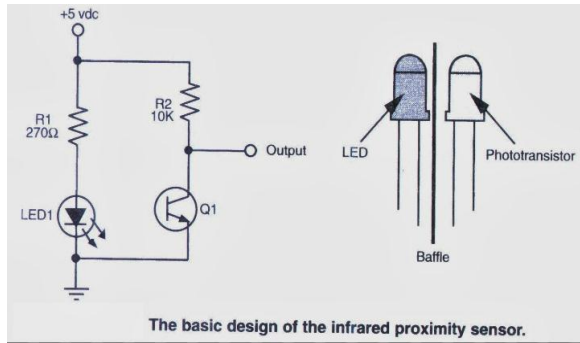 +5 vdc
R1
270Ω
R2
10K
Output
LED1
Q1
LED
Phototransistor
Baffle
The basic design of the infrared proximity sensor.